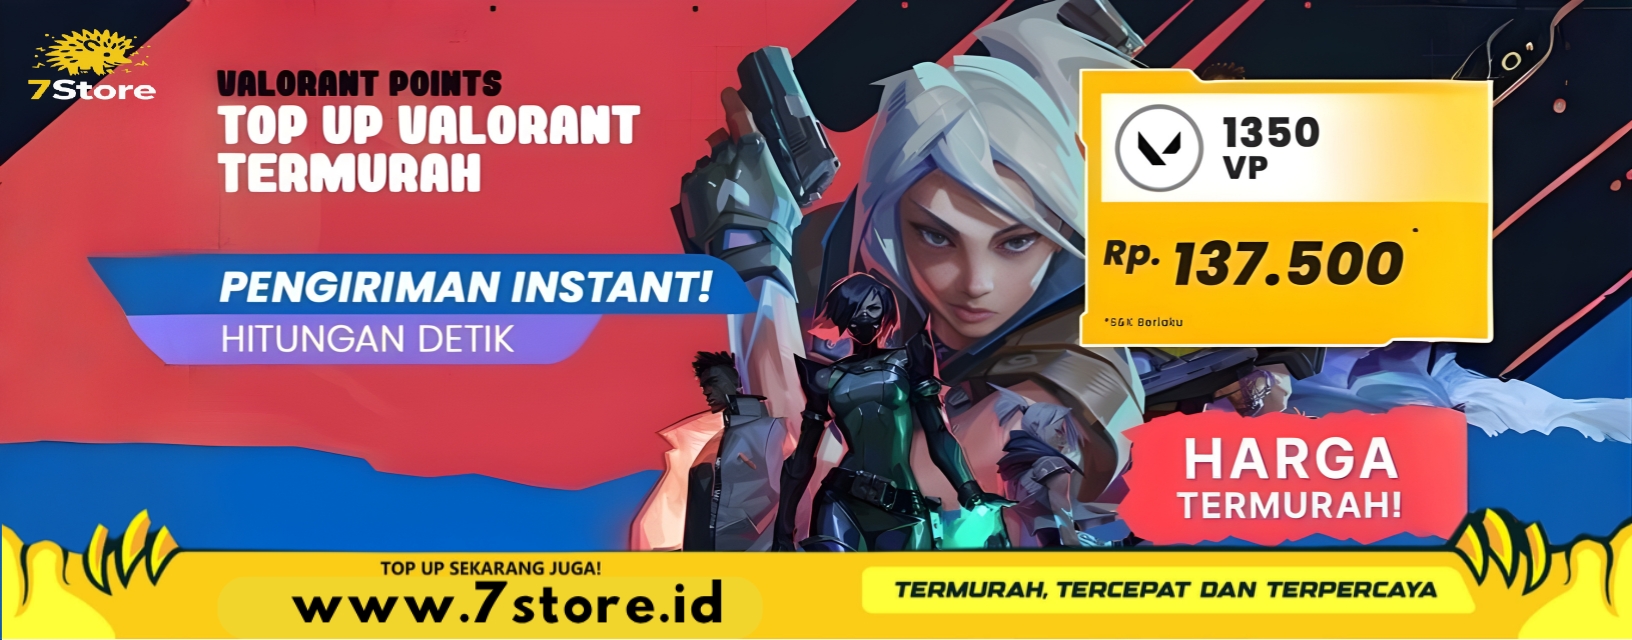 7Store
VALORANT POINTS
TOP UP VALORANT
TERMURAH
PENGIRIMAN INSTANT!
HITUNGAN DETIK
1350
VP
Rp. 137.500
*S&K Berlaku
HARGA
TERMURAH!
TOP UP SEKARANG JUGA!
www.7store.id
TERMURAH, TERCEPAT DAN TERPERCAYA